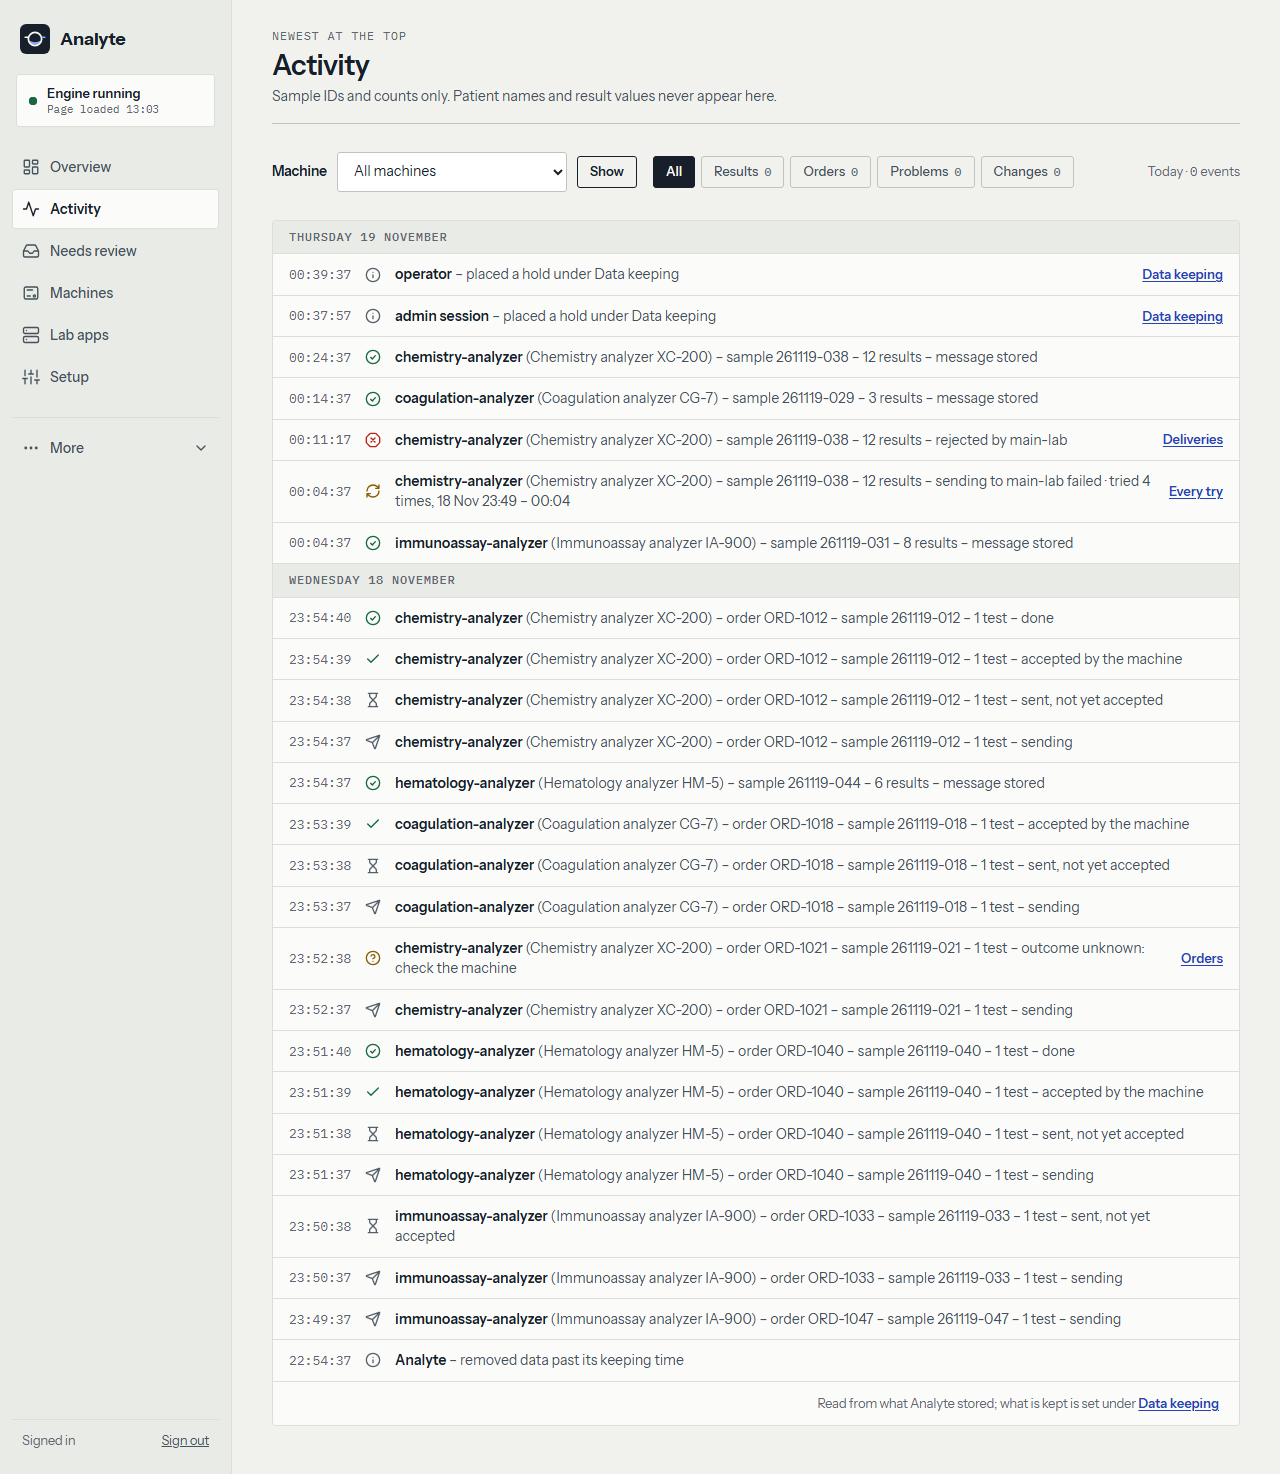 Analyte
Engine running
Page loaded 13:03
Overview
Activity
Needs review
Machines
Lab apps
Setup
More
Signed in
Sign out
NEWEST AT THE TOP
Activity
Sample IDs and counts only. Patient names and result values never appear here.
Machine All machines Show All Results 0 Orders 0 Problems 0 Changes 0 Today · 0 events
THURSDAY 19 NOVEMBER
00:39:37 operator – placed a hold under Data keeping Data keeping
00:37:57 admin session – placed a hold under Data keeping Data keeping
00:24:37 chemistry-analyzer (Chemistry analyzer XC-200) – sample 261119-038 – 12 results – message stored
00:14:37 coagulation-analyzer (Coagulation analyzer CG-7) – sample 261119-029 – 3 results – message stored
00:11:17 chemistry-analyzer (Chemistry analyzer XC-200) – sample 261119-038 – 12 results – rejected by main-lab Deliveries
00:04:37 chemistry-analyzer (Chemistry analyzer XC-200) – sample 261119-038 – 12 results – sending to main-lab failed · tried 4
times, 18 Nov 23:49 – 00:04 Every try
00:04:37 immunoassay-analyzer (Immunoassay analyzer IA-900) – sample 261119-031 – 8 results – message stored
WEDNESDAY 18 NOVEMBER
23:54:40 chemistry-analyzer (Chemistry analyzer XC-200) – order ORD-1012 – sample 261119-012 – 1 test – done
23:54:39 chemistry-analyzer (Chemistry analyzer XC-200) – order ORD-1012 – sample 261119-012 – 1 test – accepted by the machine
23:54:38 chemistry-analyzer (Chemistry analyzer XC-200) – order ORD-1012 – sample 261119-012 – 1 test – sent, not yet accepted
23:54:37 chemistry-analyzer (Chemistry analyzer XC-200) – order ORD-1012 – sample 261119-012 – 1 test – sending
23:54:37 hematology-analyzer (Hematology analyzer HM-5) – sample 261119-044 – 6 results – message stored
23:53:39 coagulation-analyzer (Coagulation analyzer CG-7) – order ORD-1018 – sample 261119-018 – 1 test – accepted by the machine
23:53:38 coagulation-analyzer (Coagulation analyzer CG-7) – order ORD-1018 – sample 261119-018 – 1 test – sent, not yet accepted
23:53:37 coagulation-analyzer (Coagulation analyzer CG-7) – order ORD-1018 – sample 261119-018 – 1 test – sending
23:52:38 chemistry-analyzer (Chemistry analyzer XC-200) – order ORD-1021 – sample 261119-021 – 1 test – outcome unknown:
check the machine Orders
23:52:37 chemistry-analyzer (Chemistry analyzer XC-200) – order ORD-1021 – sample 261119-021 – 1 test – sending
23:51:40 hematology-analyzer (Hematology analyzer HM-5) – order ORD-1040 – sample 261119-040 – 1 test – done
23:51:39 hematology-analyzer (Hematology analyzer HM-5) – order ORD-1040 – sample 261119-040 – 1 test – accepted by the machine
23:51:38 hematology-analyzer (Hematology analyzer HM-5) – order ORD-1040 – sample 261119-040 – 1 test – sent, not yet accepted
23:51:37 hematology-analyzer (Hematology analyzer HM-5) – order ORD-1040 – sample 261119-040 – 1 test – sending
23:50:38 immunoassay-analyzer (Immunoassay analyzer IA-900) – order ORD-1033 – sample 261119-033 – 1 test – sent, not yet
accepted
23:50:37 immunoassay-analyzer (Immunoassay analyzer IA-900) – order ORD-1033 – sample 261119-033 – 1 test – sending
23:49:37 immunoassay-analyzer (Immunoassay analyzer IA-900) – order ORD-1047 – sample 261119-047 – 1 test – sending
22:54:37 Analyte – removed data past its keeping time
Read from what Analyte stored; what is kept is set under Data keeping